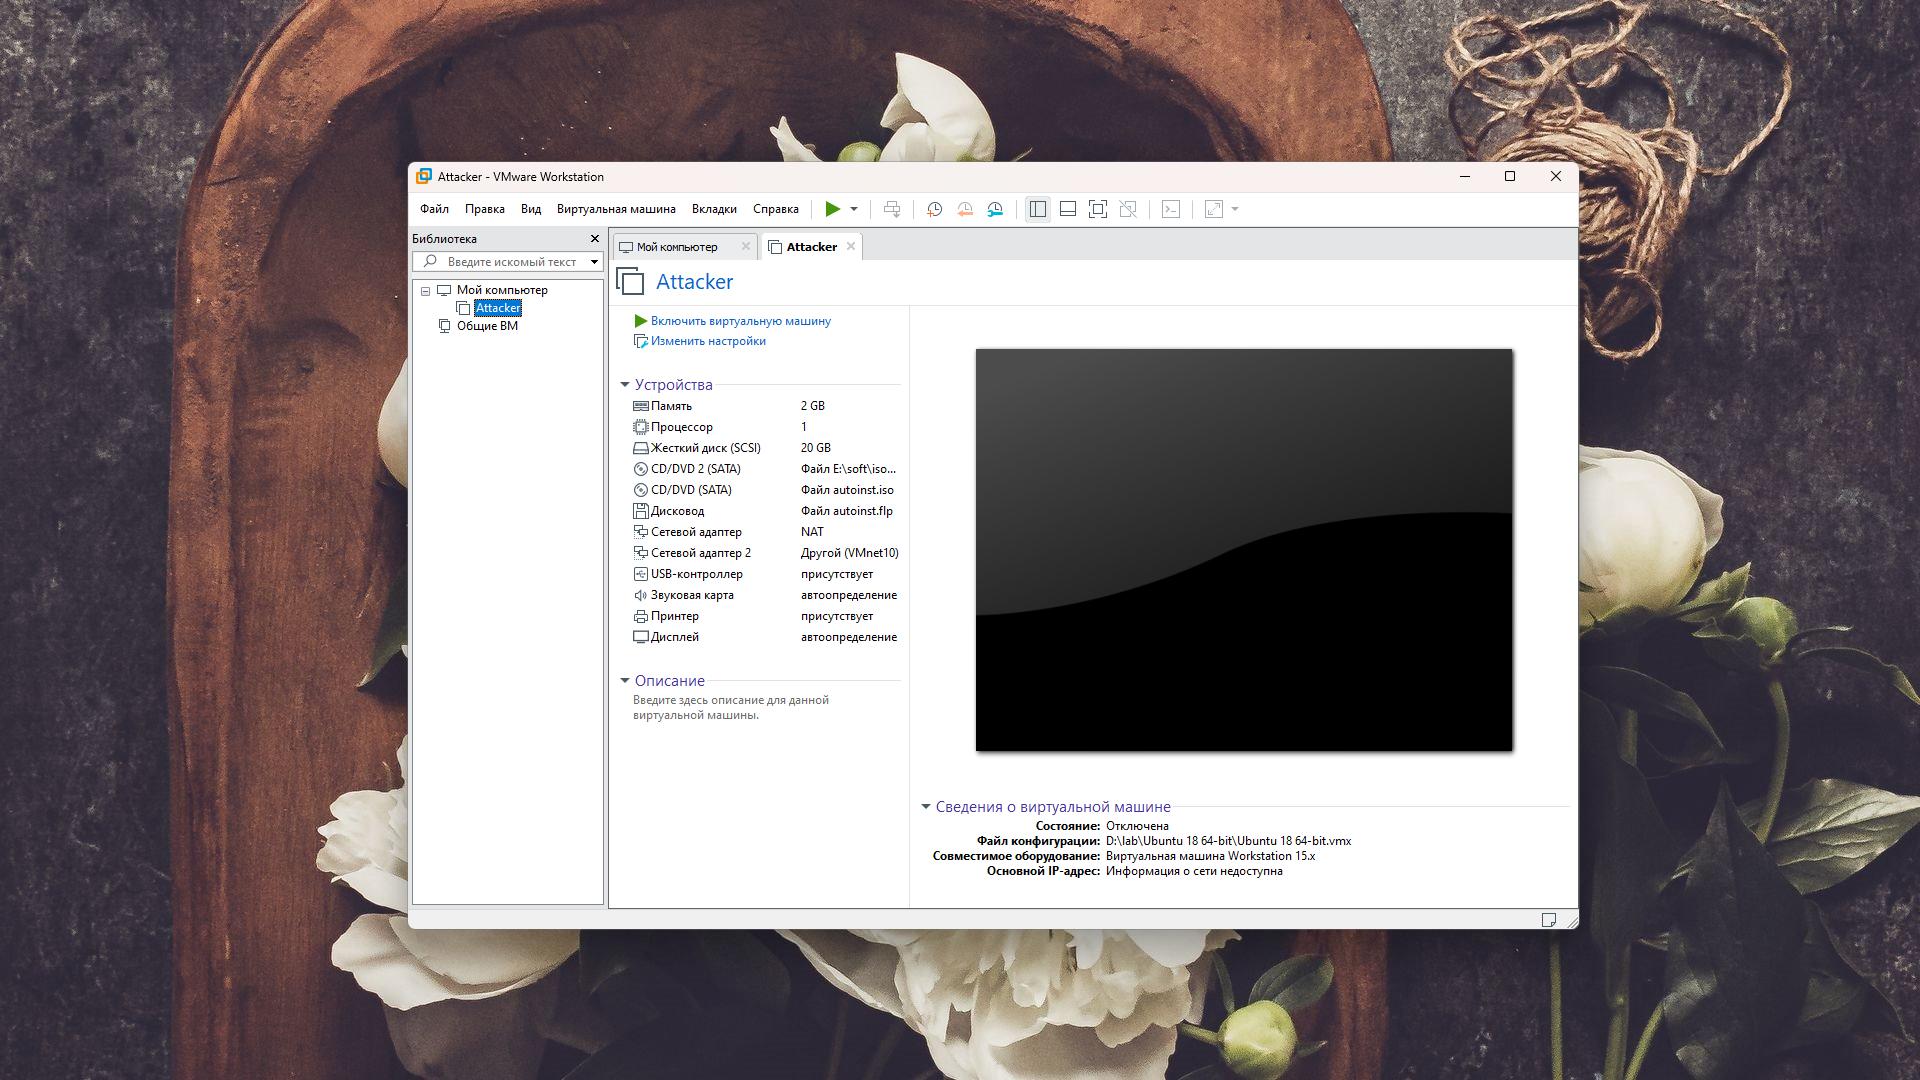 Attacker - VMware Workstation
Файл Правка Вид Виртуальная машина Вкладки Справка
Библиотека
Введите искомый текст
Мой компьютер
Attacker
Общие ВМ
Мой компьютер Attacker
Attacker
Включить виртуальную машину
Изменить настройки
Устройства
Память 2 GB
Процессор 1
Жесткий диск (SCSI) 20 GB
CD/DVD 2 (SATA) Файл E:\soft\iso...
CD/DVD (SATA) Файл autoinst.iso
Дисковод Файл autoinst.flp
Сетевой адаптер NAT
Сетевой адаптер 2 Другой (VMnet10)
USB-контроллер присутствует
Звуковая карта автоопределение
Принтер присутствует
Дисплей автоопределение
Описание
Введите здесь описание для данной
виртуальной машины.
Сведения о виртуальной машине
Состояние: Отключена
Файл конфигурации: D:\lab\Ubuntu 18 64-bit\Ubuntu 18 64-bit.vmx
Совместимое оборудование: Виртуальная машина Workstation 15.x
Основной IP-адрес: Информация о сети недоступна